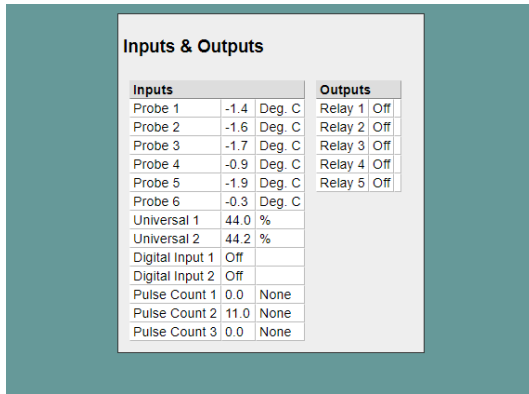 Inputs & Outputs
Inputs
Probe 1 -1.4 Deg. C
Probe 2 -1.6 Deg. C
Probe 3 -1.7 Deg. C
Probe 4 -0.9 Deg. C
Probe 5 -1.9 Deg. C
Probe 6 -0.3 Deg. C
Universal 1 44.0 %
Universal 2 44.2 %
Digital Input 1 Off
Digital Input 2 Off
Pulse Count 1 0.0 None
Pulse Count 2 11.0 None
Pulse Count 3 0.0 None
Outputs
Relay 1 Off
Relay 2 Off
Relay 3 Off
Relay 4 Off
Relay 5 Off